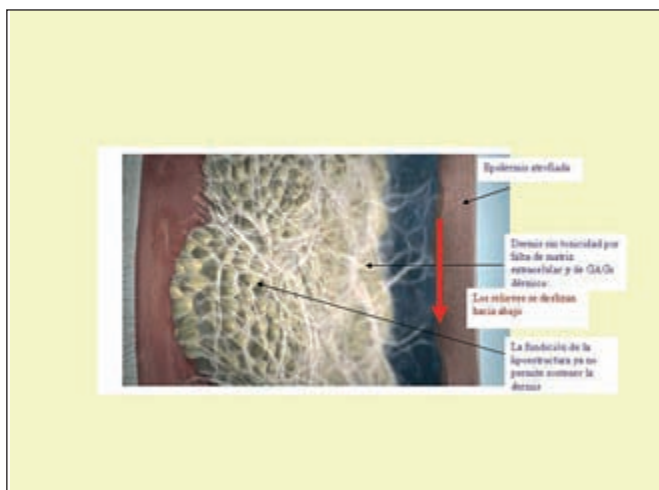 Epidermis atrofiada
Dermis sin tonicidad por
falta de matriz
extracelular y de GAGs
dérmico
Los relieves se deslizan
hacia abajo
La fundición de la
lipoestructura ya no
permite sostener la
dermis